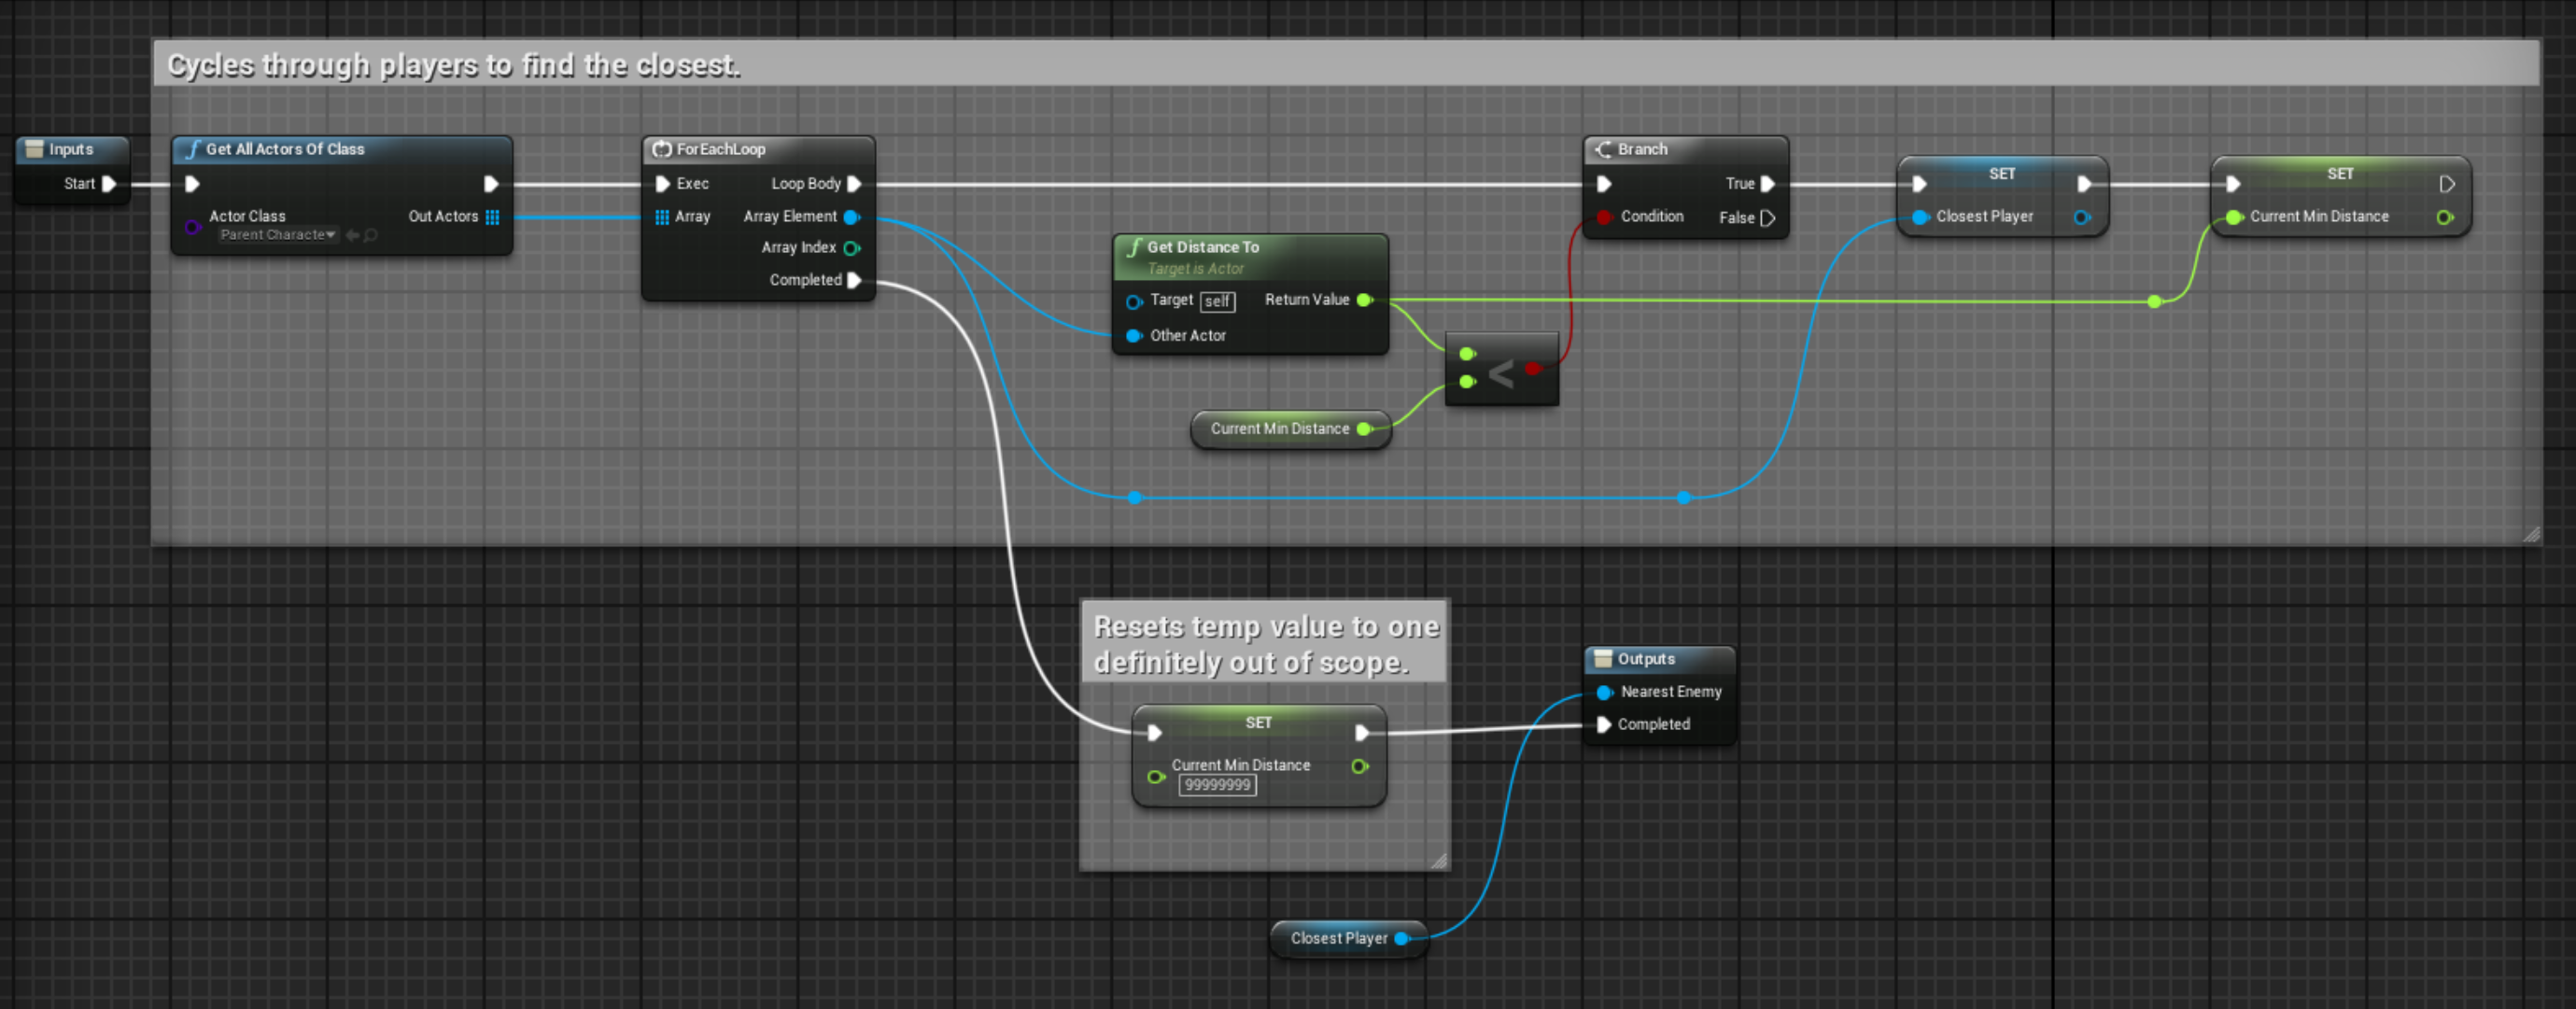 Cycles through players to find the closest.
Inputs
Start
Get All Actors Of Class
Actor Class
Parent Characte
Out Actors
ForEachLoop
Exec
Loop Body
Array
Array Element
Array Index
Completed
Get Distance To
Target is Actor
Target self
Return Value
Other Actor
Current Min Distance
<
Branch
True
Condition
False
SET
Closest Player
SET
Current Min Distance
Resets temp value to one
definitely out of scope.
SET
Current Min Distance
99999999
Outputs
Nearest Enemy
Completed
Closest Player